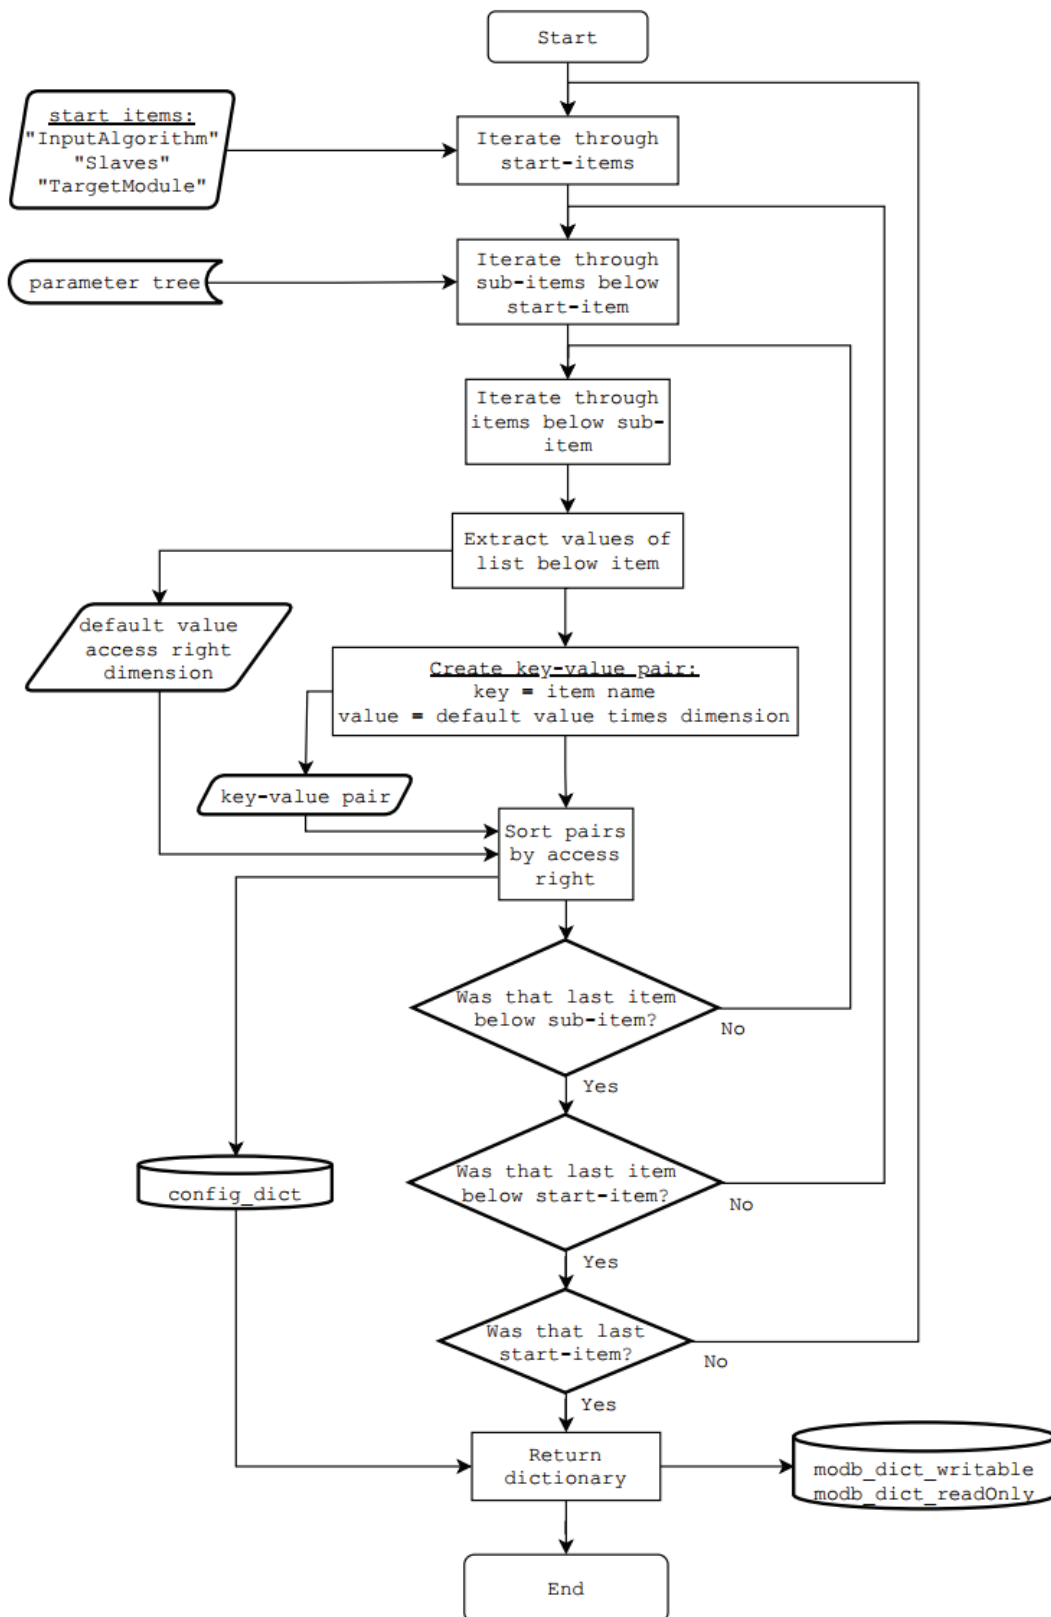 Start
start items:
"InputAlgorithm"
"Slaves"
"TargetModule"
Iterate through
start-items
parameter tree
Iterate through
sub-items below
start-item
Iterate through
items below sub-
item
Extract values of
list below item
default value
access right
dimension
Create key-value pair:
key = item name
value = default value times dimension
key-value pair
Sort pairs
by access
right
Was that last item
below sub-item?
No
Yes
Was that last item
below start-item?
No
config_dict
Yes
Was that last
start-item?
No
Yes
Return
dictionary
modb_dict_writable
modb_dict_readOnly
End